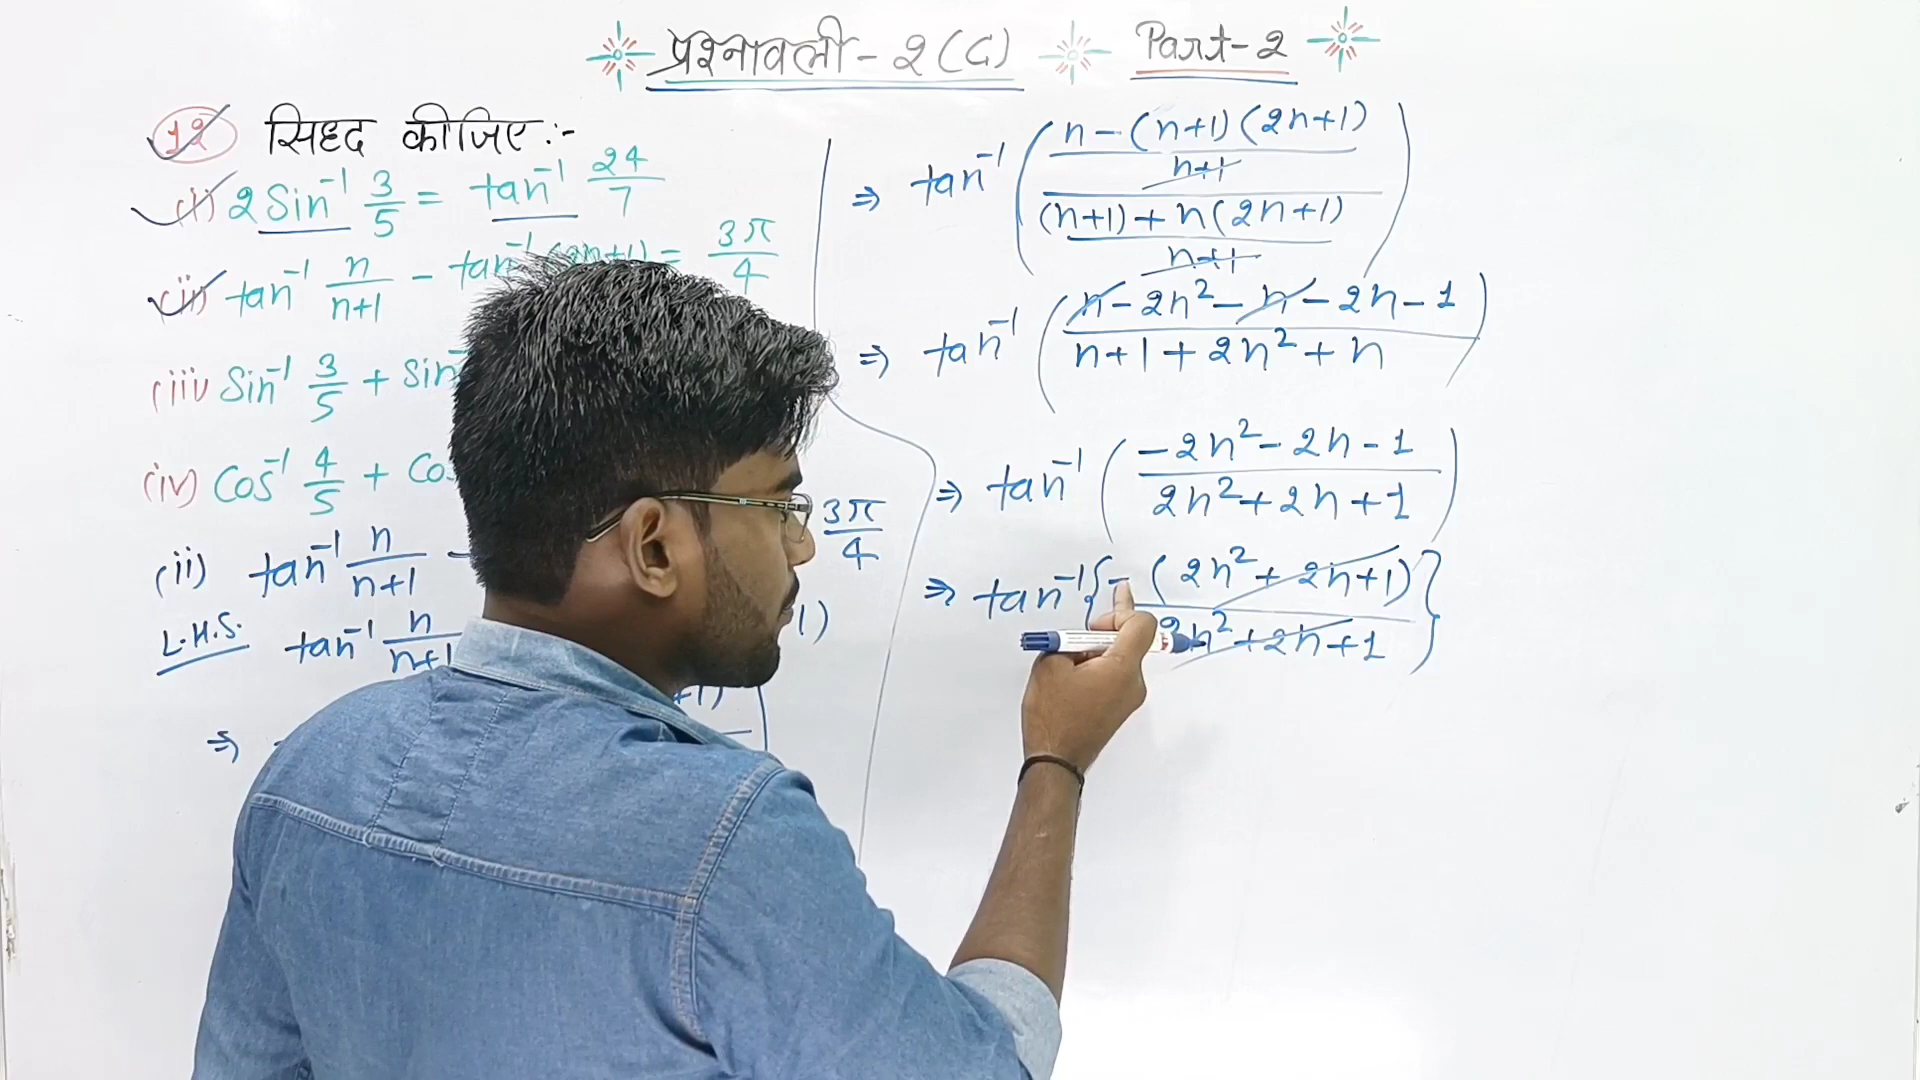 प्रश्नावली - 2(C) Part-2
12 सिध्द कीजिए:-
(i) 2 Sin⁻¹ 3/5 = tan⁻¹ 24/7
(ii) tan⁻¹ n/n+1 - tan⁻¹ (2n+1) = 3π/4
(iii) Sin⁻¹ 3/5 + Sin⁻
(iv) Cos⁻¹ 4/5 + Cos
(ii) tan⁻¹ n/n+1 - 3π/4
L.H.S. tan⁻¹ n/n+1 1)
⇒ +1)
⇒ tan⁻¹ ( n-(n+1)(2n+1) / n+1 / (n+1)+n(2n+1) / n+1 )
⇒ tan⁻¹ ( n-2n²-n-2n-1 / n+1+2n²+n )
⇒ tan⁻¹ ( -2n²-2n-1 / 2n²+2n+1 )
⇒ tan⁻¹ { -(2n²+2n+1) / 2n²+2n+1 }